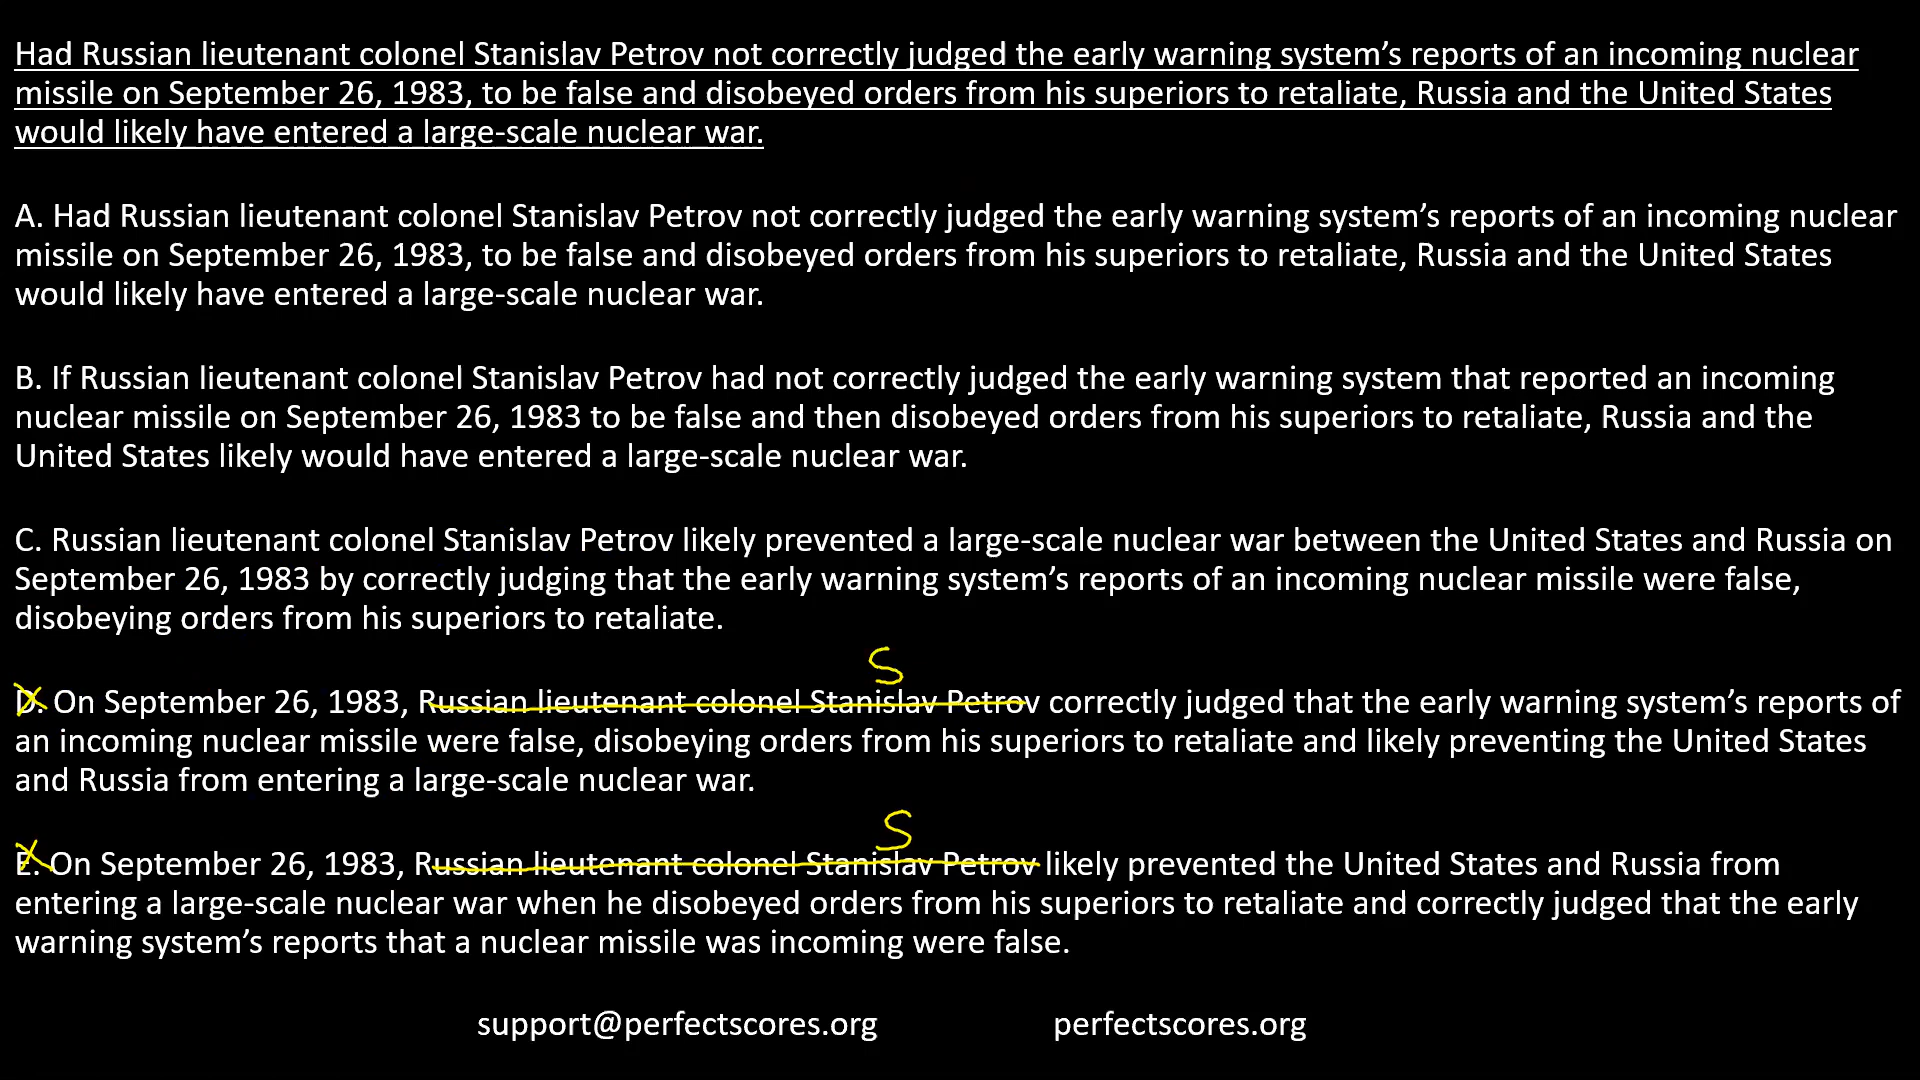 Had Russian lieutenant colonel Stanislav Petrov not correctly judged the early warning system’s reports of an incoming nuclear
missile on September 26, 1983, to be false and disobeyed orders from his superiors to retaliate, Russia and the United States
would likely have entered a large-scale nuclear war.
A. Had Russian lieutenant colonel Stanislav Petrov not correctly judged the early warning system’s reports of an incoming nuclear
missile on September 26, 1983, to be false and disobeyed orders from his superiors to retaliate, Russia and the United States
would likely have entered a large-scale nuclear war.
B. If Russian lieutenant colonel Stanislav Petrov had not correctly judged the early warning system that reported an incoming
nuclear missile on September 26, 1983 to be false and then disobeyed orders from his superiors to retaliate, Russia and the
United States likely would have entered a large-scale nuclear war.
C. Russian lieutenant colonel Stanislav Petrov likely prevented a large-scale nuclear war between the United States and Russia on
September 26, 1983 by correctly judging that the early warning system’s reports of an incoming nuclear missile were false,
disobeying orders from his superiors to retaliate.
S
D. On September 26, 1983, Russian lieutenant colonel Stanislav Petrov correctly judged that the early warning system’s reports of
an incoming nuclear missile were false, disobeying orders from his superiors to retaliate and likely preventing the United States
and Russia from entering a large-scale nuclear war.
S
E. On September 26, 1983, Russian lieutenant colonel Stanislav Petrov likely prevented the United States and Russia from
entering a large-scale nuclear war when he disobeyed orders from his superiors to retaliate and correctly judged that the early
warning system’s reports that a nuclear missile was incoming were false.
support@perfectscores.org perfectscores.org